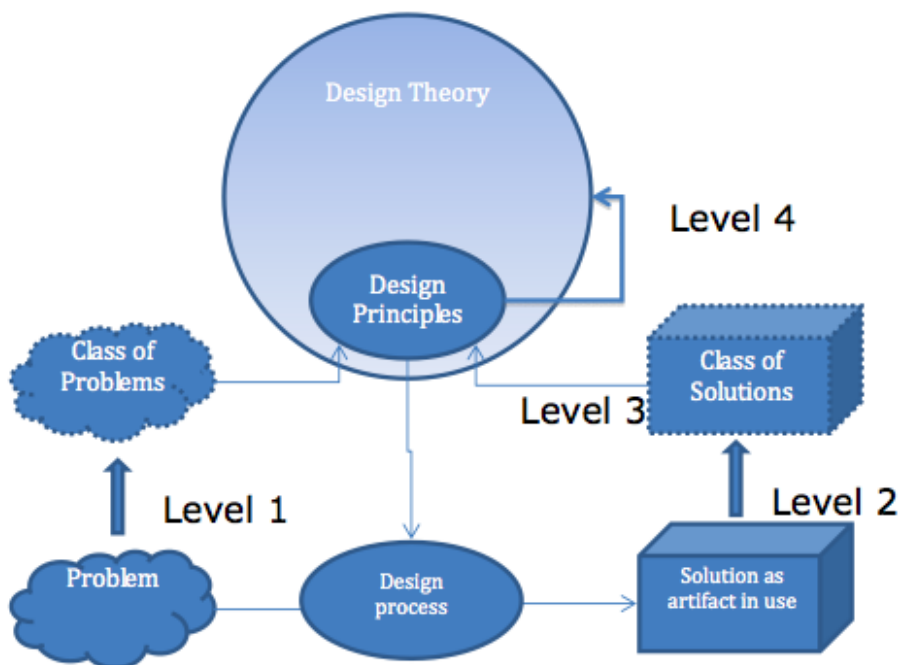 Design Theory
Level 4
Design
Principles
Class of
Problems
Class of
Solutions
Level 3
Level 1
Level 2
Problem
Design
process
Solution as
artifact in use